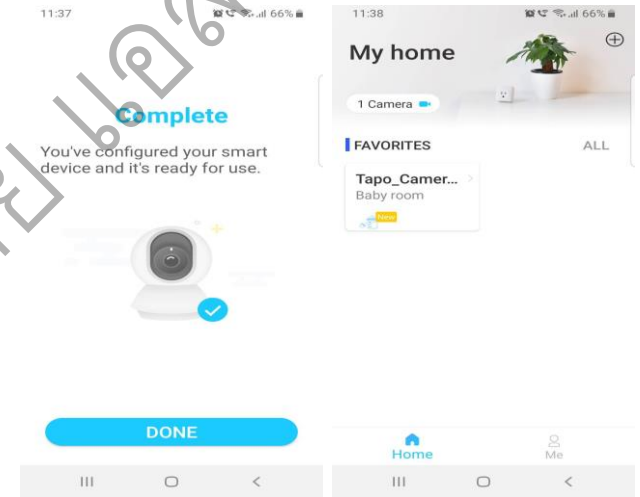 11:37
66%
Complete
You've configured your smart
device and it's ready for use.
DONE
11:38
66%
My home
1 Camera
FAVORITES
ALL
Tapo_Camer...
Baby room
New
Home
Me